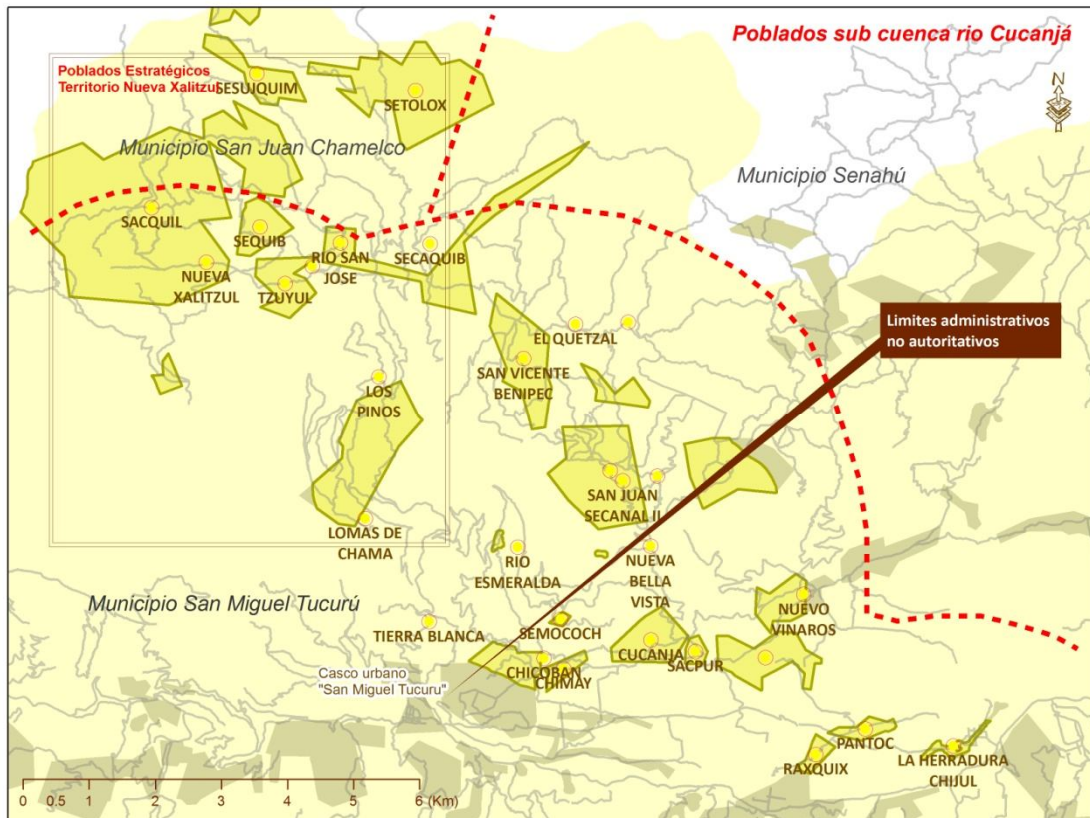 Poblados sub cuenca rio Cucanjá
N
Poblados Estratégicos
Territorio Nueva Xalitzul
SESUJQUIM
SETOLOX
Municipio San Juan Chamelco
Municipio Senahú
SACQUIL
SEQUIB
RIO SAN
JOSE
SECAQUIB
NUEVA
XALITZUL
TZUYUL
Limites administrativos
no autoritativos
EL QUETZAL
SAN VICENTE
BENIPEC
LOS
PINOS
SAN JUAN
SECANAL II
LOMAS DE
CHAMA
RIO
ESMERALDA
NUEVA
BELLA
VISTA
Municipio San Miguel Tucurú
NUEVO
VINAROS
TIERRA BLANCA
SEMOCOCH
CUCANJA
SACPUR
CHICOBAN
CHIMAY
Casco urbano
"San Miguel Tucuru"
PANTOC
RAXQUIX
LA HERRADURA
CHIJUL
0 0.5 1 2 3 4 5 6 (Km)